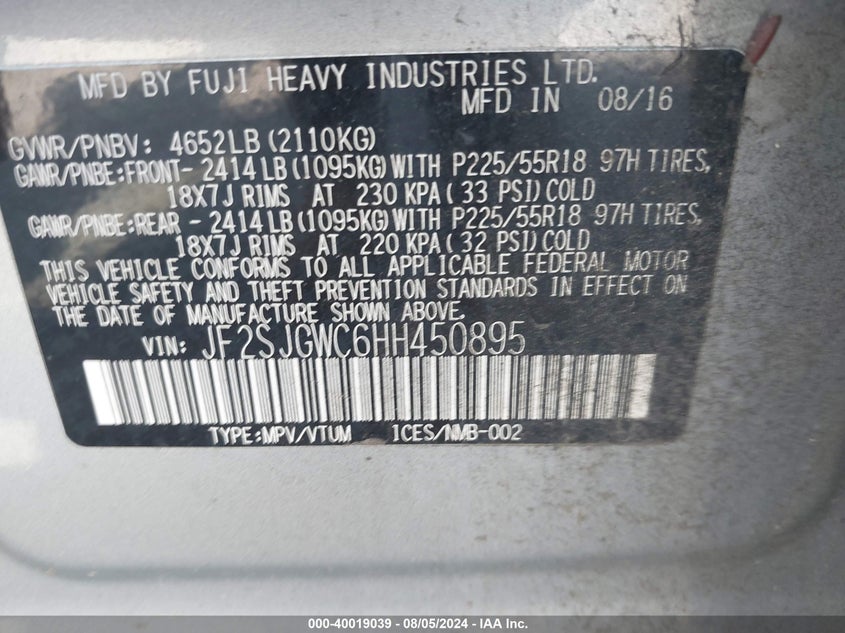 MFD BY FUJI HEAVY INDUSTRIES LTD.
MFD IN 08/16
GVWR/PNBV: 4652LB (2110KG)
GAWR/PNBE:FRONT- 2414LB (1095KG) WITH P225/55R18 97H TIRES,
18X7J RIMS AT 230 KPA ( 33 PSI) COLD
GAWR/PNBE:REAR - 2414LB (1095KG) WITH P225/55R18 97H TIRES,
18X7J RIMS AT 220 KPA ( 32 PSI) COLD
THIS VEHICLE CONFORMS TO ALL APPLICABLE FEDERAL MOTOR
VEHICLE SAFETY AND THEFT PREVENTION STANDARDS IN EFFECT ON
THE DATE OF MANUFACTURE SHOWN ABOVE.
VIN: JF2SJGWC6HH450895
TYPE:MPV/VTUM ICES/NMB-002
000-40019039 - 08/05/2024 - IAA Inc.